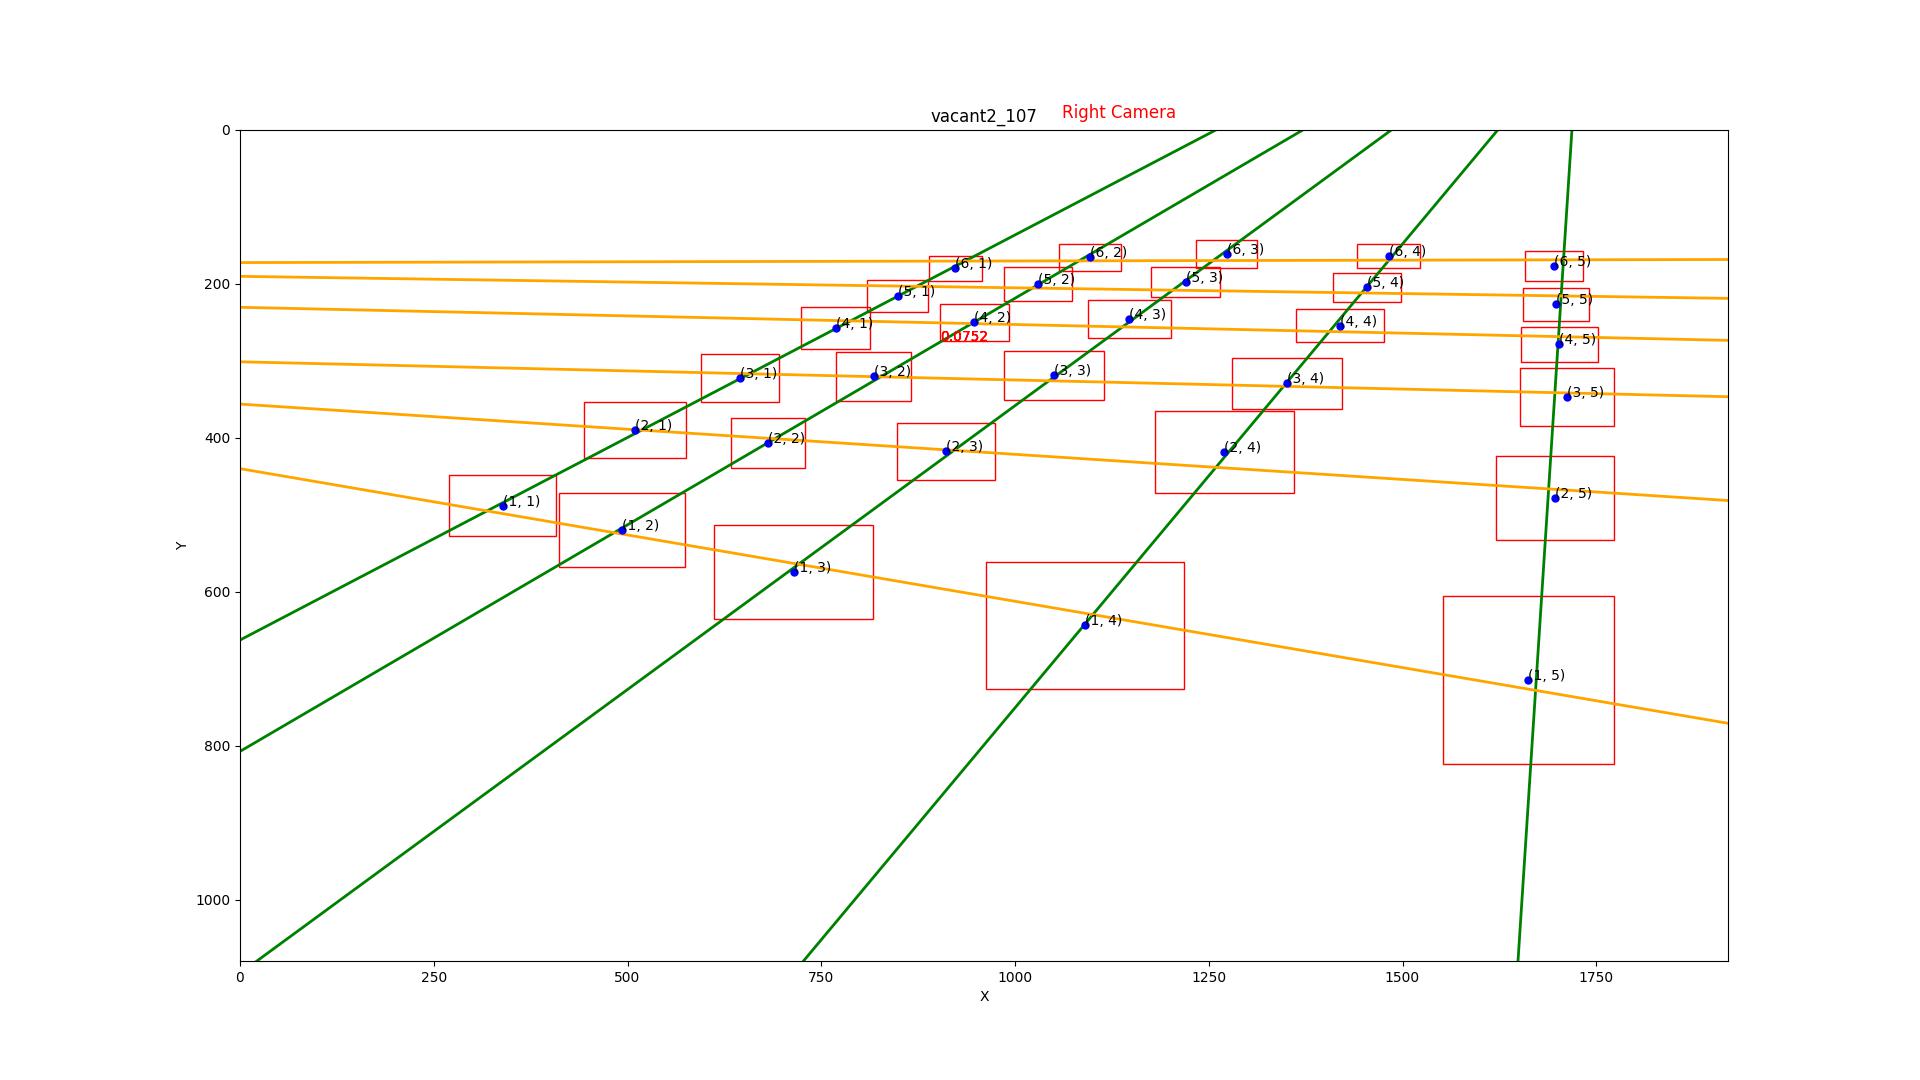 vacant2_107 Right Camera
0
(6, 1) (6, 2) (6, 3) (6, 4) (6, 5)
200
(5, 1) (5, 2) (5, 3) (5, 4) (5, 5)
(4, 1) (4, 2) (4, 3) (4, 4) (4, 5)
0.0752
(3, 1) (3, 2) (3, 3) (3, 4) (3, 5)
400
(2, 1) (2, 2) (2, 3) (2, 4) (2, 5)
(1, 1) (1, 2) (1, 3) (1, 4) (1, 5)
Y
600
800
1000
0 250 500 750 1000 1250 1500 1750
X